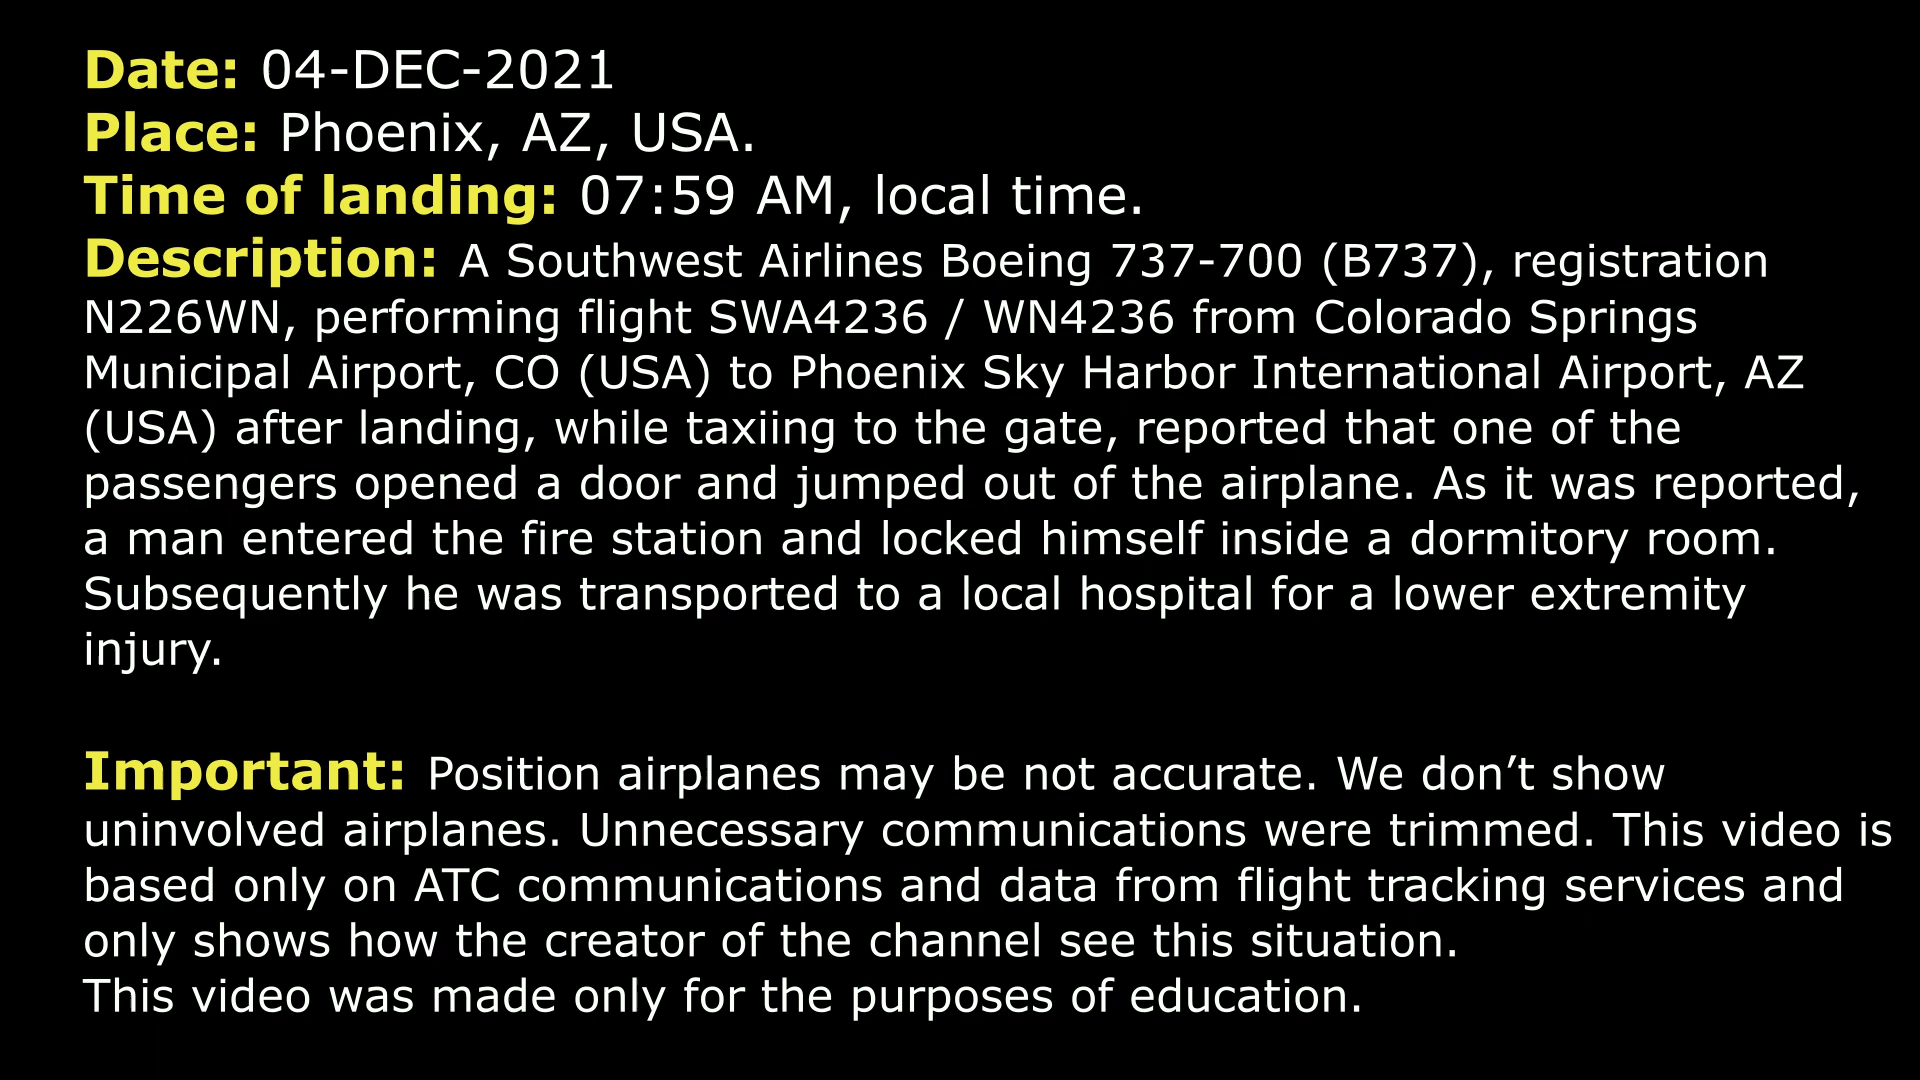 Date: 04-DEC-2021
Place: Phoenix, AZ, USA.
Time of landing: 07:59 AM, local time.
Description: A Southwest Airlines Boeing 737-700 (B737), registration
N226WN, performing flight SWA4236 / WN4236 from Colorado Springs
Municipal Airport, CO (USA) to Phoenix Sky Harbor International Airport, AZ
(USA) after landing, while taxiing to the gate, reported that one of the
passengers opened a door and jumped out of the airplane. As it was reported,
a man entered the fire station and locked himself inside a dormitory room.
Subsequently he was transported to a local hospital for a lower extremity
injury.
Important: Position airplanes may be not accurate. We don’t show
uninvolved airplanes. Unnecessary communications were trimmed. This video is
based only on ATC communications and data from flight tracking services and
only shows how the creator of the channel see this situation.
This video was made only for the purposes of education.